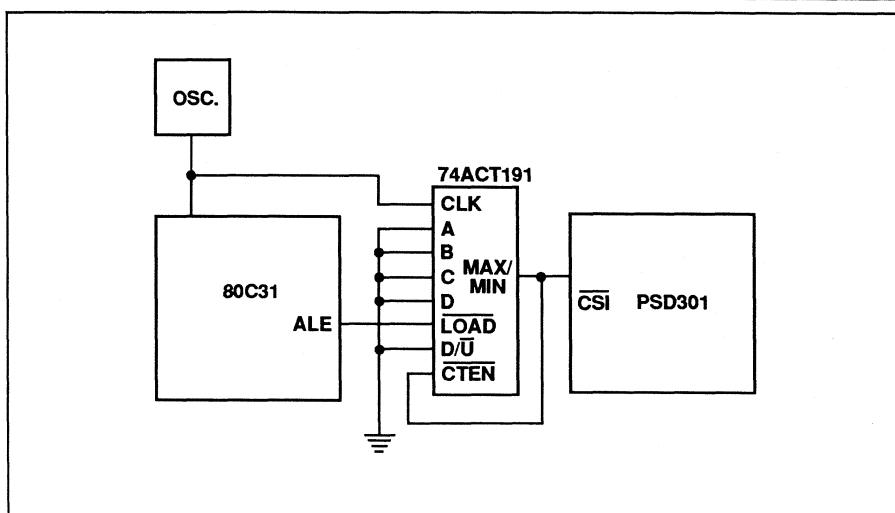 OSC.
74ACT191
CLK
A
B
C
D
LOAD
D/U
CTEN
MAX/
MIN
80C31
ALE
CSI
PSD301